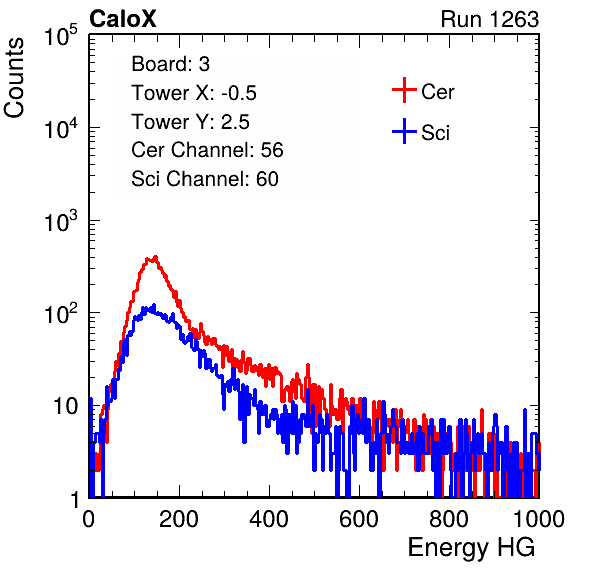 CaloX Run 1263
Counts
Board: 3
Tower X: -0.5
Tower Y: 2.5
Cer Channel: 56
Sci Channel: 60
Cer
Sci
10^5
10^4
10^3
10^2
10
1
0 200 400 600 800 1000
Energy HG